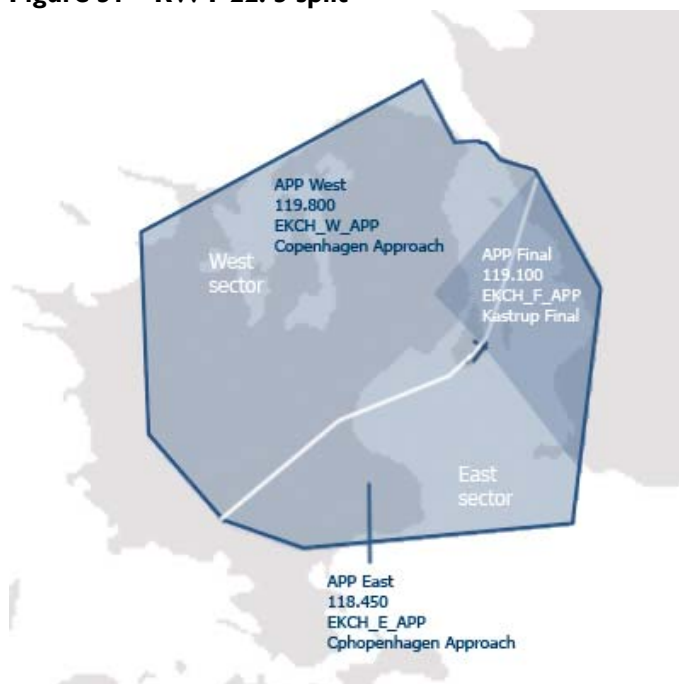 APP West
119.800
EKCH_W_APP
Copenhagen Approach
West
sector
APP Final
119.100
EKCH_F_APP
Kastrup Final
East
sector
APP East
118.450
EKCH_E_APP
Cphopenhagen Approach